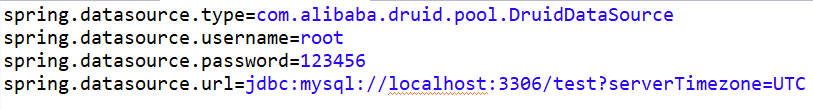 spring.datasource.type=com.alibaba.druid.pool.DruidDataSource
spring.datasource.username=root
spring.datasource.password=123456
spring.datasource.url=jdbc:mysql://localhost:3306/test?serverTimezone=UTC